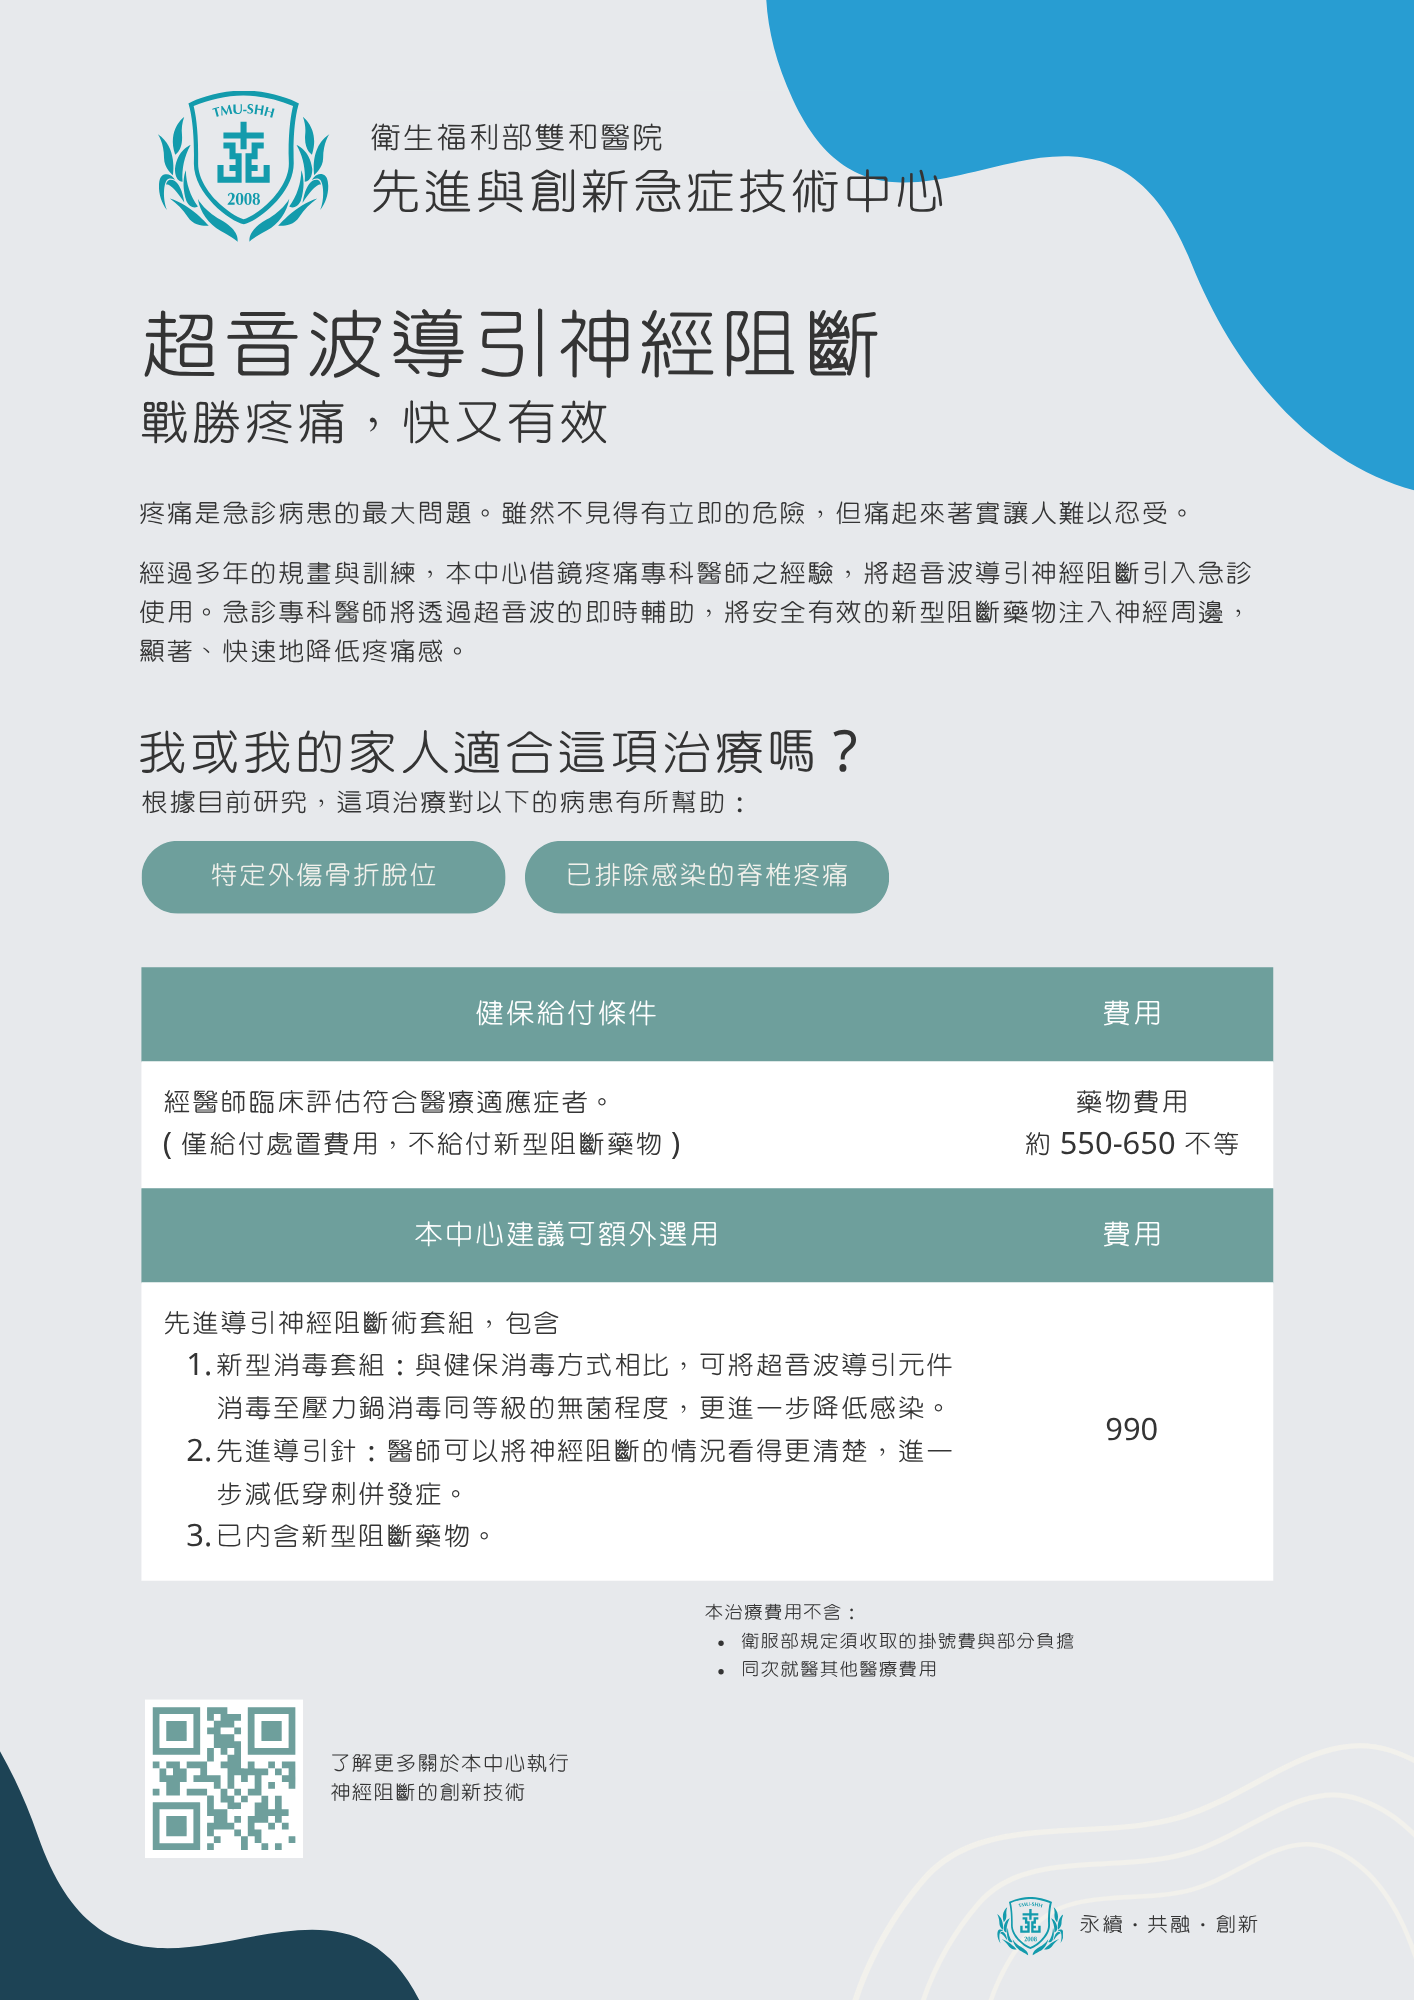 TMU-SHH
2008
衛生福利部雙和醫院
先進與創新急症技術中心
超音波導引神經阻斷
戰勝疼痛，快又有效
疼痛是急診病患的最大問題。雖然不見得有立即的危險，但痛起來著實讓人難以忍受。
經過多年的規畫與訓練，本中心借鏡疼痛專科醫師之經驗，將超音波導引神經阻斷引入急診
使用。急診專科醫師將透過超音波的即時輔助，將安全有效的新型阻斷藥物注入神經周邊，
顯著、快速地降低疼痛感。
我或我的家人適合這項治療嗎？
根據目前研究，這項治療對以下的病患有所幫助：
特定外傷骨折脫位
已排除感染的脊椎疼痛
健保給付條件
費用
經醫師臨床評估符合醫療適應症者。
( 僅給付處置費用，不給付新型阻斷藥物 )
藥物費用
約 550-650 不等
本中心建議可額外選用
費用
先進導引神經阻斷術套組，包含
1. 新型消毒套組：與健保消毒方式相比，可將超音波導引元件
消毒至壓力鍋消毒同等級的無菌程度，更進一步降低感染。
2. 先進導引針：醫師可以將神經阻斷的情況看得更清楚，進一
步減低穿刺併發症。
3. 已內含新型阻斷藥物。
990
本治療費用不含：
• 衛服部規定須收取的掛號費與部分負擔
• 同次就醫其他醫療費用
了解更多關於本中心執行
神經阻斷的創新技術
TMU-SHH
2008
永續．共融．創新